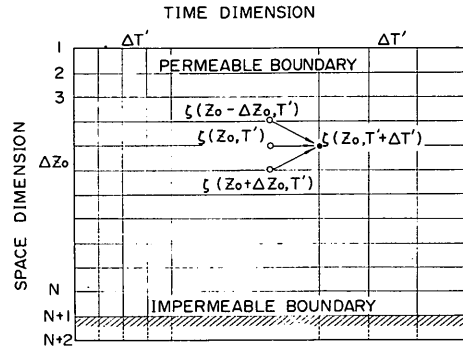 TIME DIMENSION
ΔT' ΔT'
1
PERMEABLE BOUNDARY
2
3
ζ(Z₀-ΔZ₀,T')
ζ(Z₀,T') ζ(Z₀,T'+ΔT')
ΔZ₀
ζ(Z₀+ΔZ₀,T')
SPACE DIMENSION
N
IMPERMEABLE BOUNDARY
N+1
N+2